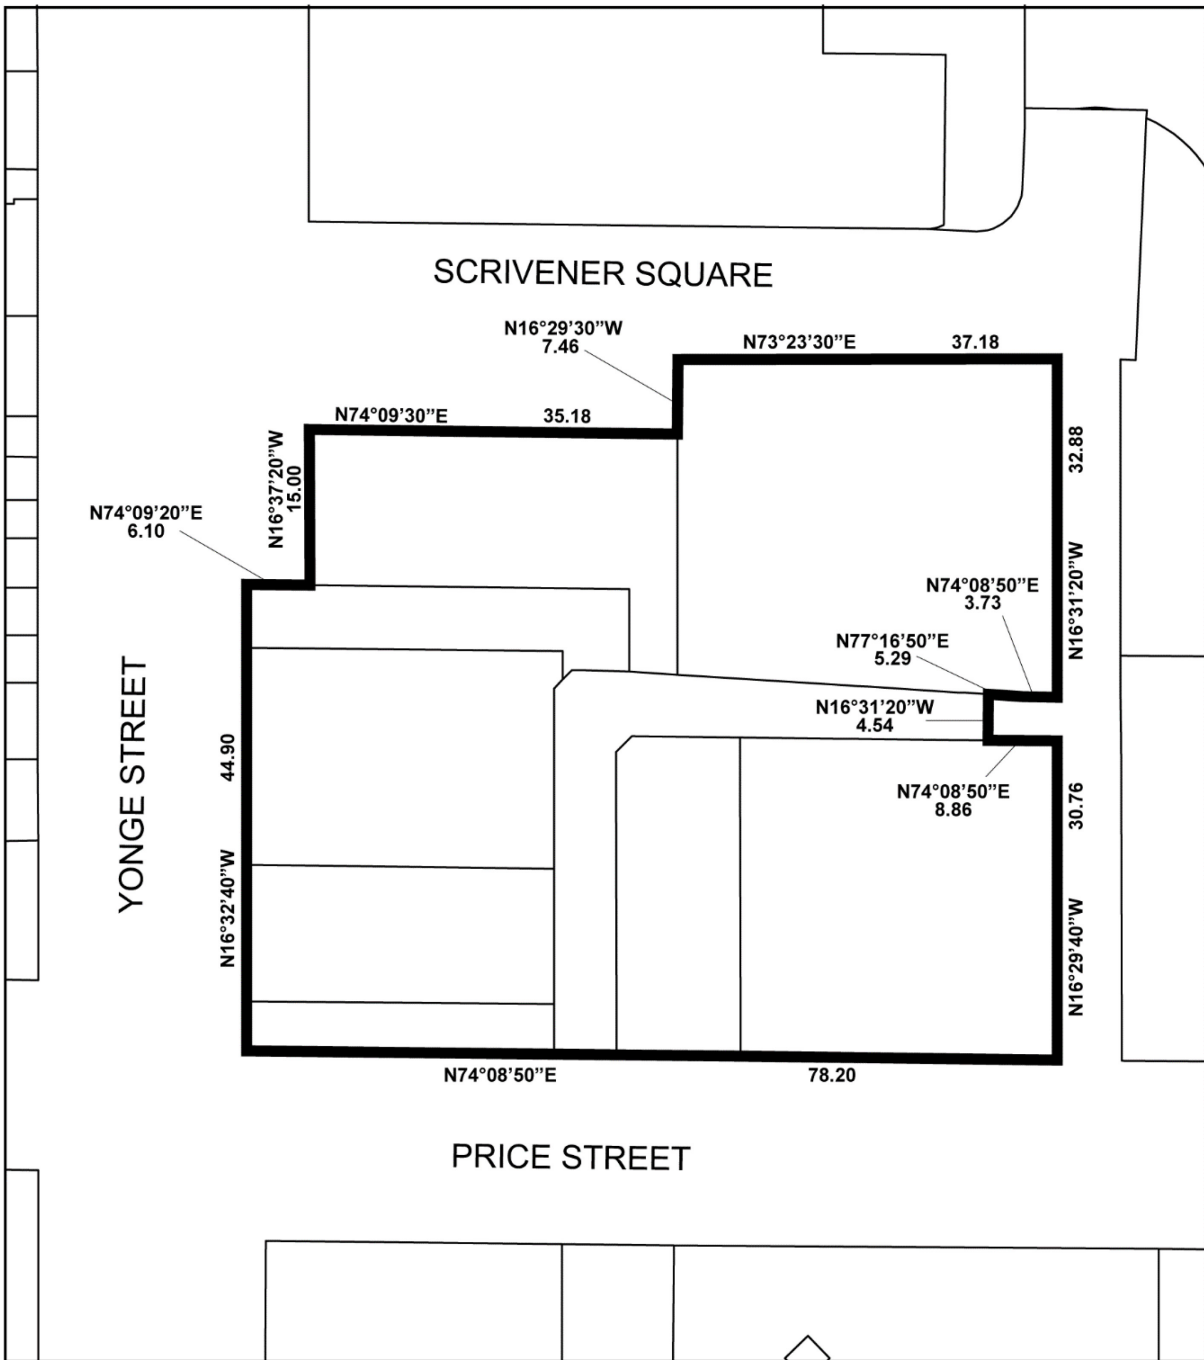 SCRIVENER SQUARE
N16°29’30”W
7.46
N73°23’30”E
37.18
N74°09’30”E
35.18
N16°37’20”W
15.00
32.88
N16°31’20”W
N74°09’20”E
6.10
N74°08’50”E
3.73
N77°16’50”E
5.29
N16°31’20”W
4.54
N74°08’50”E
8.86
YONGE STREET
44.90
N16°32’40”W
30.76
N16°29’40”W
N74°08’50”E
78.20
PRICE STREET